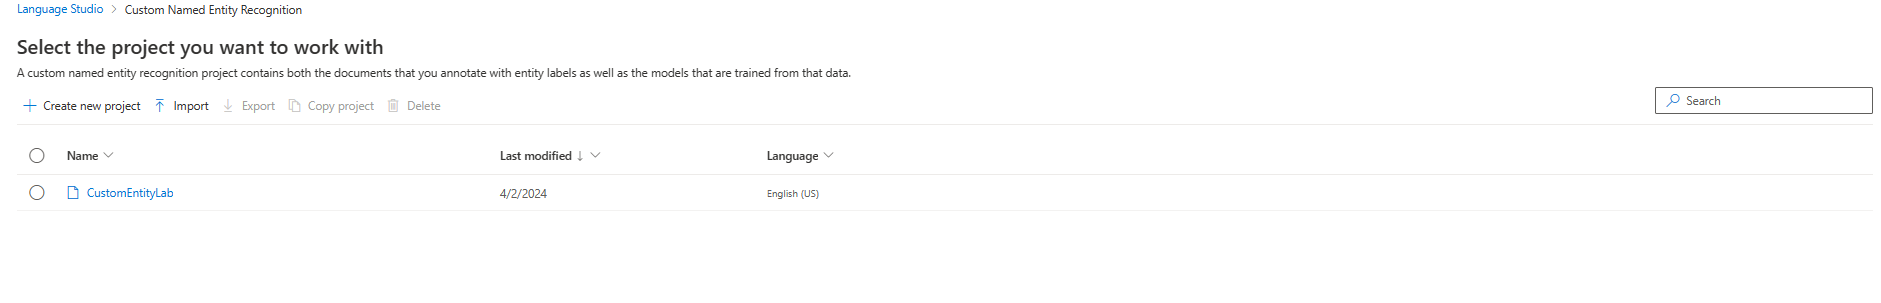 Language Studio > Custom Named Entity Recognition
Select the project you want to work with
A custom named entity recognition project contains both the documents that you annotate with entity labels as well as the models that are trained from that data.
Create new project Import Export Copy project Delete Search
Name Last modified ↓ Language
CustomEntityLab 4/2/2024 English (US)